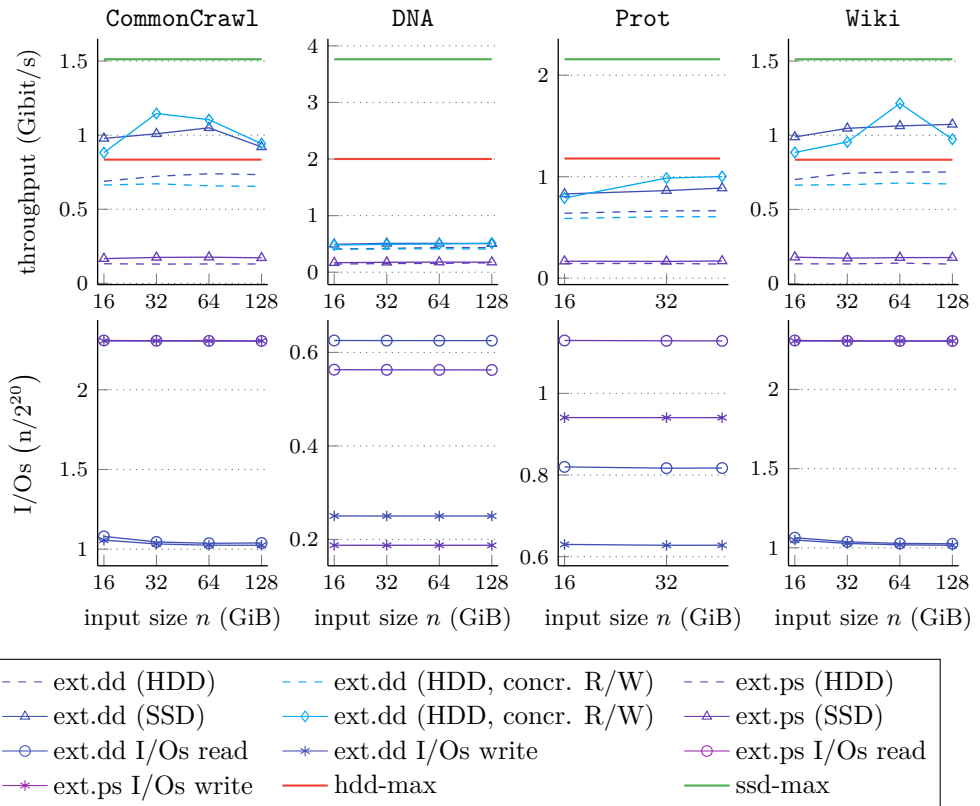 CommonCrawl DNA Prot Wiki
throughput (Gibit/s)
1.5
1
0.5
0
16 32 64 128
4
3
2
1
0
16 32 64 128
2
1
0
16 32
1.5
1
0.5
0
16 32 64 128
I/Os (n/2^20)
2
1.5
1
16 32 64 128
0.6
0.4
0.2
16 32 64 128
1
0.8
0.6
16 32
2
1.5
1
16 32 64 128
input size n (GiB) input size n (GiB) input size n (GiB) input size n (GiB)
ext.dd (HDD) ext.dd (HDD, concr. R/W) ext.ps (HDD)
ext.dd (SSD) ext.dd (HDD, concr. R/W) ext.ps (SSD)
ext.dd I/Os read ext.dd I/Os write ext.ps I/Os read
ext.ps I/Os write hdd-max ssd-max